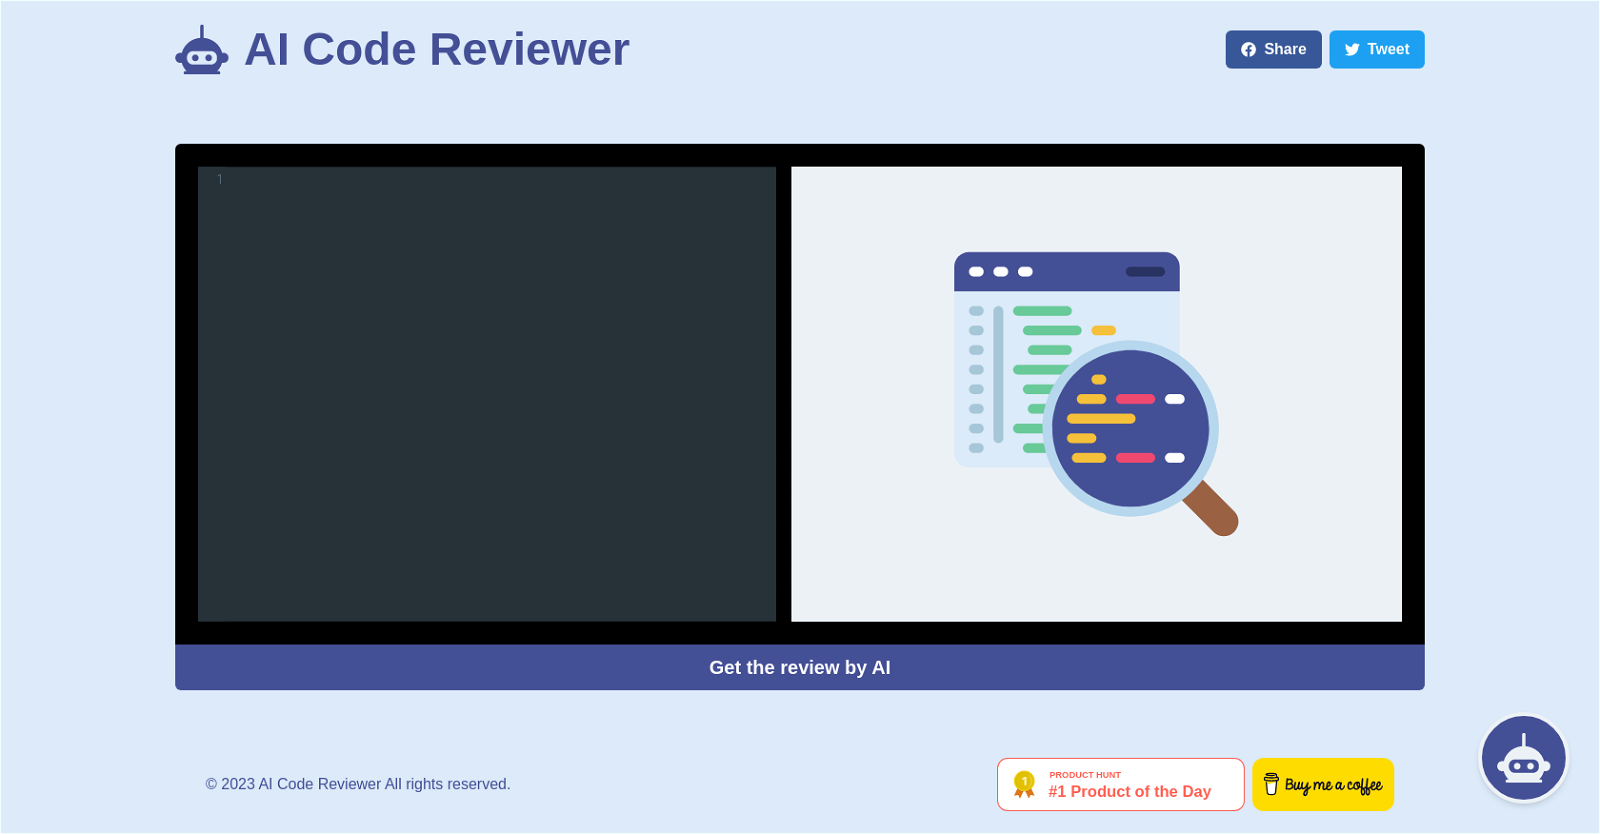 AI Code Reviewer
Share
Tweet
1
Get the review by AI
© 2023 AI Code Reviewer All rights reserved.
1
PRODUCT HUNT
#1 Product of the Day
Buy me a coffee